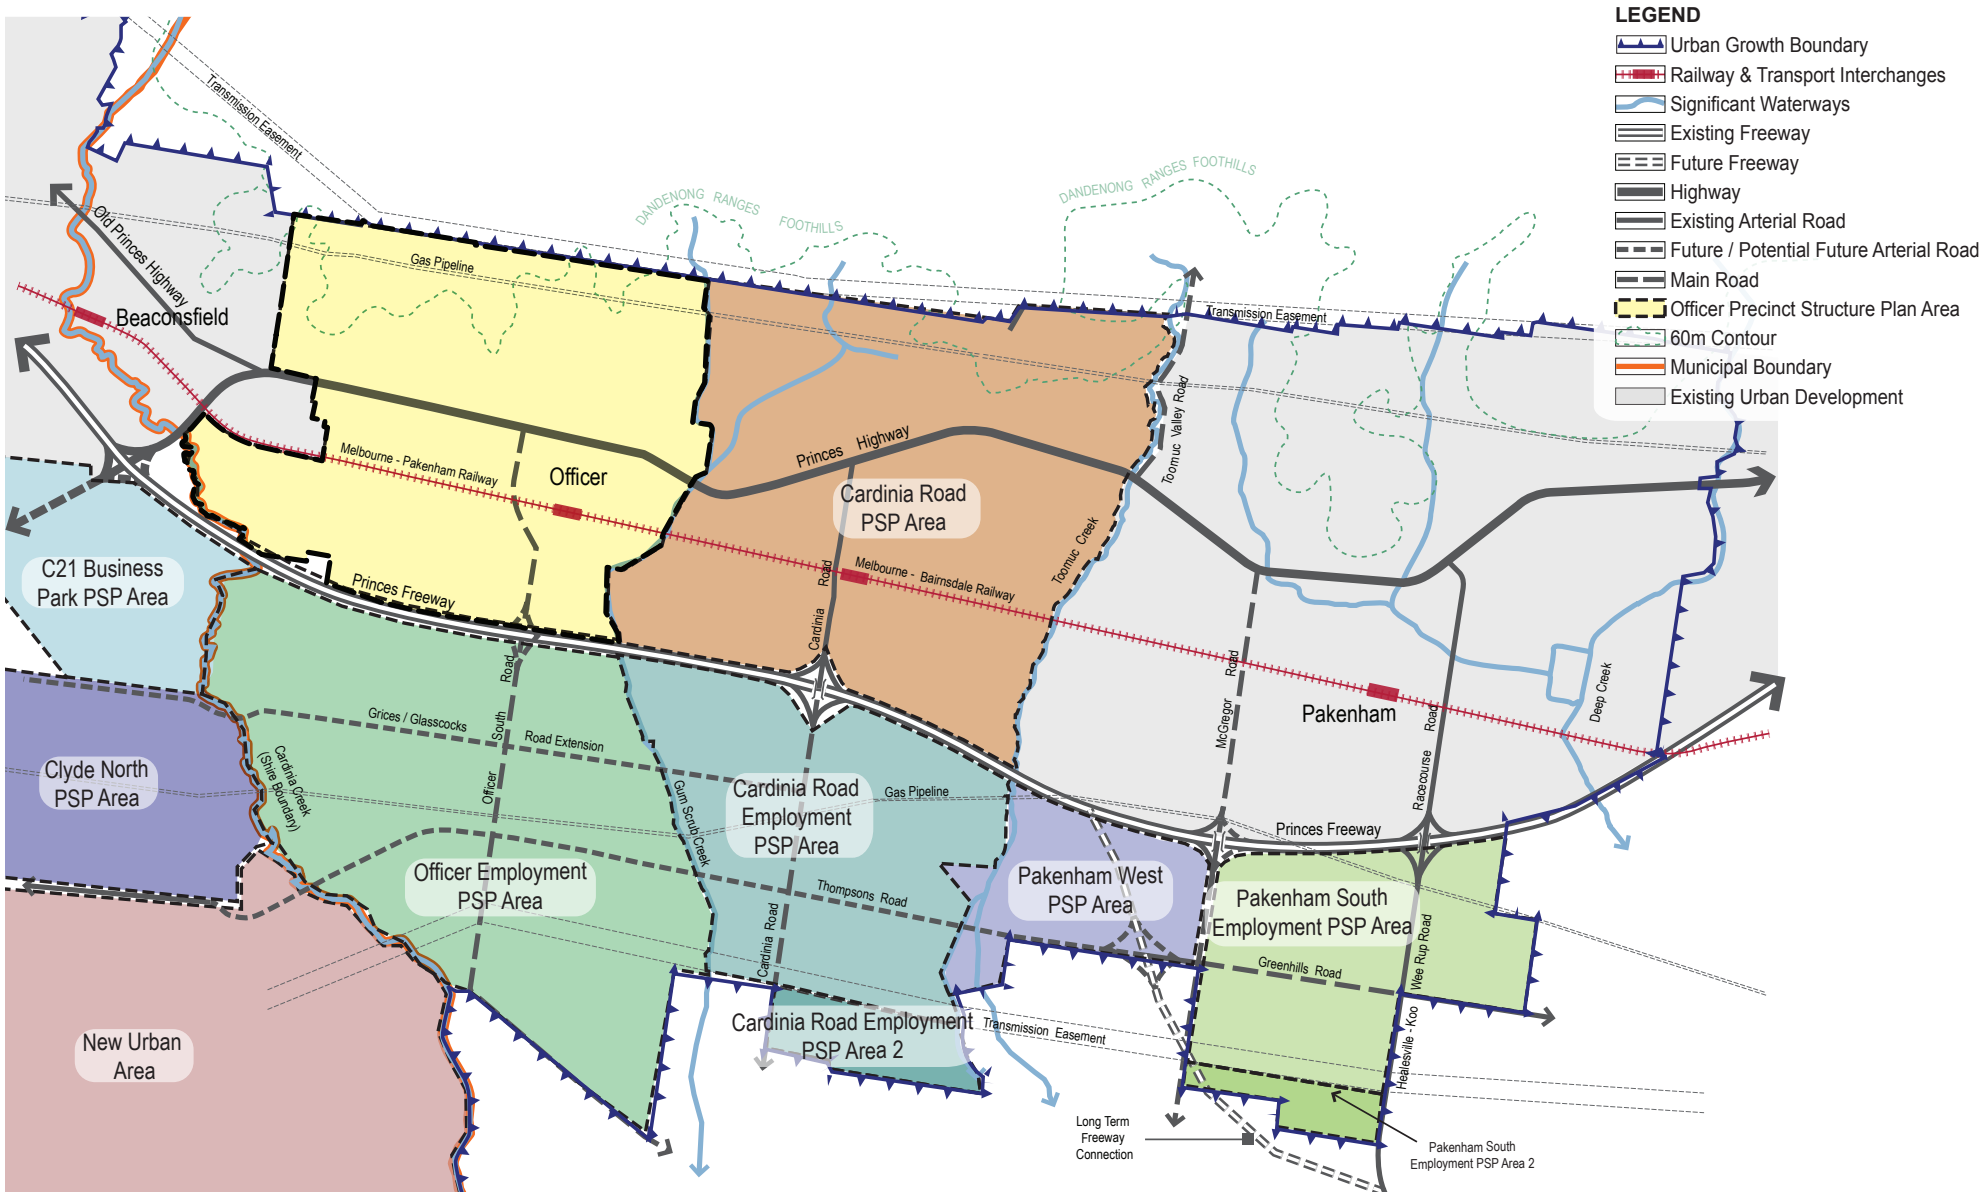 LEGEND
Urban Growth Boundary
Railway & Transport Interchanges
Significant Waterways
Existing Freeway
Future Freeway
Highway
Existing Arterial Road
Future / Potential Future Arterial Road
Main Road
Officer Precinct Structure Plan Area
60m Contour
Municipal Boundary
Existing Urban Development
Transmission Easement
DANDENONG RANGES FOOTHILLS
DANDENONG RANGES FOOTHILLS
Old Princes Highway
Gas Pipeline
Beaconsfield
Transmission Easement
Toomuc Valley Road
Princes Highway
Melbourne - Pakenham Railway
Officer
Cardinia Road
PSP Area
Toomuc Creek
C21 Business
Park PSP Area
Princes Freeway
Melbourne - Bairnsdale Railway
Cardinia Road
Officer South Road
McGregor Road
Pakenham
Racecourse Road
Deep Creek
Grices / Glasscocks Road Extension
Cardinia Creek
(Shire Boundary)
Clyde North
PSP Area
Gum Scrub Creek
Cardinia Road
Employment
PSP Area
Gas Pipeline
Princes Freeway
Officer Employment
PSP Area
Thompsons Road
Pakenham West
PSP Area
Pakenham South
Employment PSP Area
Cardinia Road
Greenhills Road
Healesville - Koo Wee Rup Road
New Urban
Area
Cardinia Road Employment
PSP Area 2
Transmission Easement
Long Term
Freeway
Connection
Pakenham South
Employment PSP Area 2